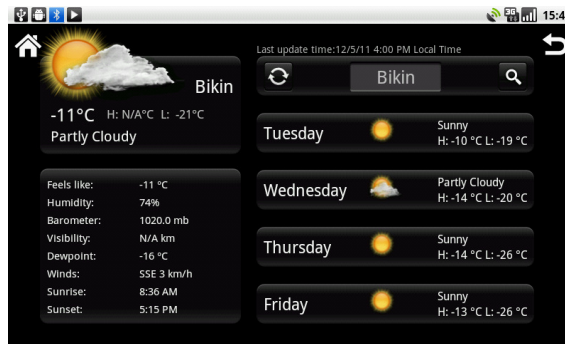 3G
15:4
Bikin
-11°C H: N/A°C L: -21°C
Partly Cloudy
Feels like: -11 ºC
Humidity: 74%
Barometer: 1020.0 mb
Visibility: N/A km
Dewpoint: -16 ºC
Winds: SSE 3 km/h
Sunrise: 8:36 AM
Sunset: 5:15 PM
Last update time:12/5/11 4:00 PM Local Time
Bikin
Tuesday
Sunny
H: -10 °C L: -19 °C
Wednesday
Partly Cloudy
H: -14 °C L: -20 °C
Thursday
Sunny
H: -14 °C L: -26 °C
Friday
Sunny
H: -13 °C L: -26 °C